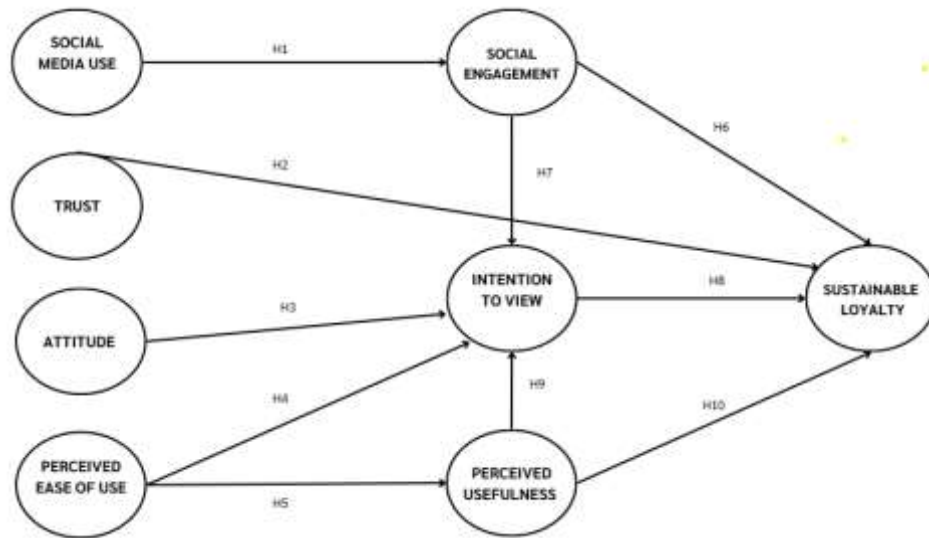 SOCIAL
MEDIA USE
H1
SOCIAL
ENGAGEMENT
H6
H2
H7
TRUST
INTENTION
TO VIEW
H8
SUSTAINABLE
LOYALTY
H3
ATTITUDE
H4
H9
H10
PERCEIVED
EASE OF USE
H5
PERCEIVED
USEFULNESS